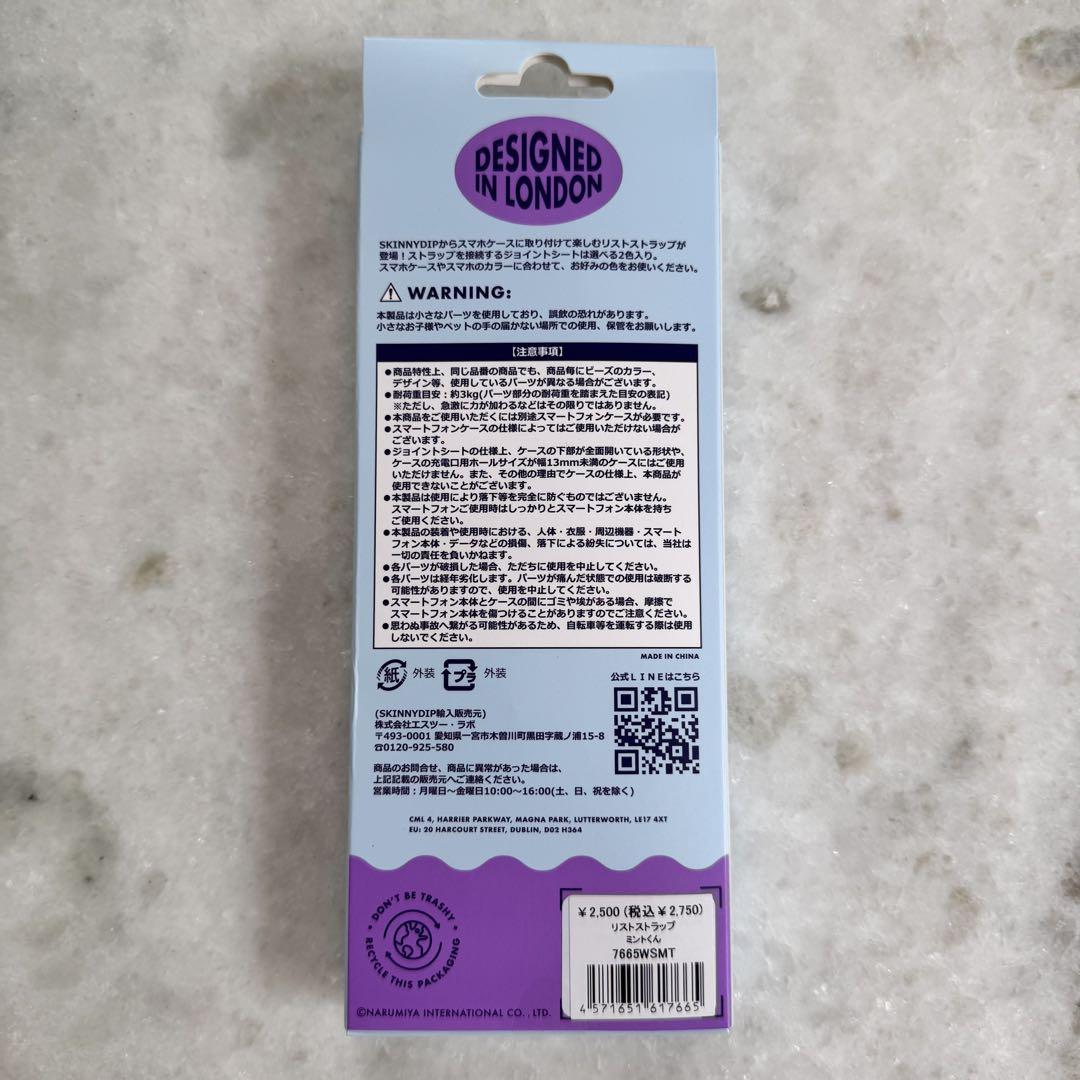 DESIGNED
IN LONDON
SKINNYDIPからスマホケースに取り付けて楽しむリストストラップが
登場！ストラップを接続するジョイントシートは選べる2色入り。
スマホケースやスマホのカラーに合わせて、お好みの色をお使いください。
WARNING:
本製品は小さなパーツを使用しており、誤飲の恐れがあります。
小さなお子様やペットの手の届かない場所での使用、保管をお願いします。
【注意事項】
●商品特性上、同じ品番の商品でも、商品毎にビーズのカラー、
デザイン等、使用しているパーツが異なる場合がございます。
●耐荷重目安：約3kg(パーツ部分の耐荷重を踏まえた目安の表記)
※ただし、急激に力が加わるなどはその限りではありません。
●本商品をご使用いただくには別途スマートフォンケースが必要です。
●スマートフォンケースの仕様によってはご使用いただけない場合が
ございます。
●ジョイントシートの仕様上、ケースの下部が全面開いている形状や、
ケースの充電口用ホールサイズが幅13mm未満のケースにはご使用
いただけません。また、その他の理由でケースの仕様上、本商品が
使用できないことがございます。
●本製品は使用により落下等を完全に防ぐものではございません。
スマートフォンご使用時はしっかりとスマートフォン本体を持ち
ご使用ください。
●本製品の装着や使用時における、人体・衣服・周辺機器・スマート
フォン本体・データなどの損傷、落下による紛失については、当社は
一切の責任を負いかねます。
●各パーツが破損した場合、ただちに使用を中止してください。
●各パーツは経年劣化します。パーツが痛んだ状態での使用は破断する
可能性がありますので、使用を中止してください。
●スマートフォン本体とケースの間にゴミや埃がある場合、摩擦で
スマートフォン本体を傷つけることがありますのでご注意ください。
●思わぬ事故へ繋がる可能性があるため、自転車等を運転する際は使用
しないでください。
MADE IN CHINA
紙 外装 プラ 外装
公式ＬＩＮＥはこちら
(SKINNYDIP輸入販売元)
株式会社エスツー・ラボ
〒493-0001 愛知県一宮市木曽川町黒田字蔵ノ浦15-8
☎0120-925-580
商品のお問合せ、商品に異常があった場合は、
上記記載の販売元へご連絡ください。
営業時間：月曜日〜金曜日10:00〜16:00(土、日、祝を除く)
CML 4, HARRIER PARKWAY, MAGNA PARK, LUTTERWORTH, LE17 4XT
EU: 20 HARCOURT STREET, DUBLIN, D02 H364
DON'T BE TRASHY
RECYCLE THIS PACKAGING
￥2,500(税込￥2,750)
リストストラップ
ミントくん
7665WSMT
4 571651 617665
©NARUMIYA INTERNATIONAL CO., LTD.